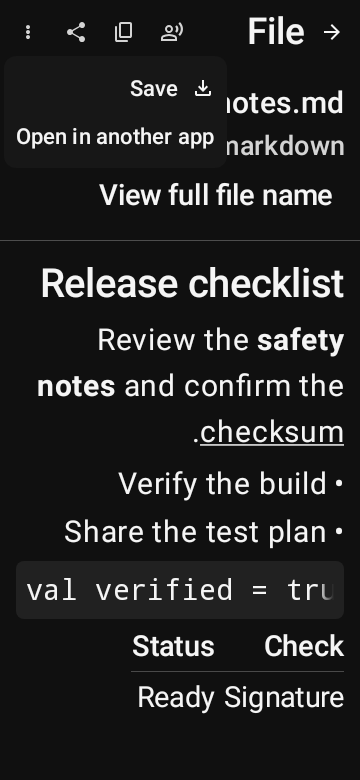 File
Save
Open in another app
notes.md
markdown
View full file name
Release checklist
Review the safety
notes and confirm the
checksum.
• Verify the build
• Share the test plan
val verified = tru
Check Status
Signature Ready